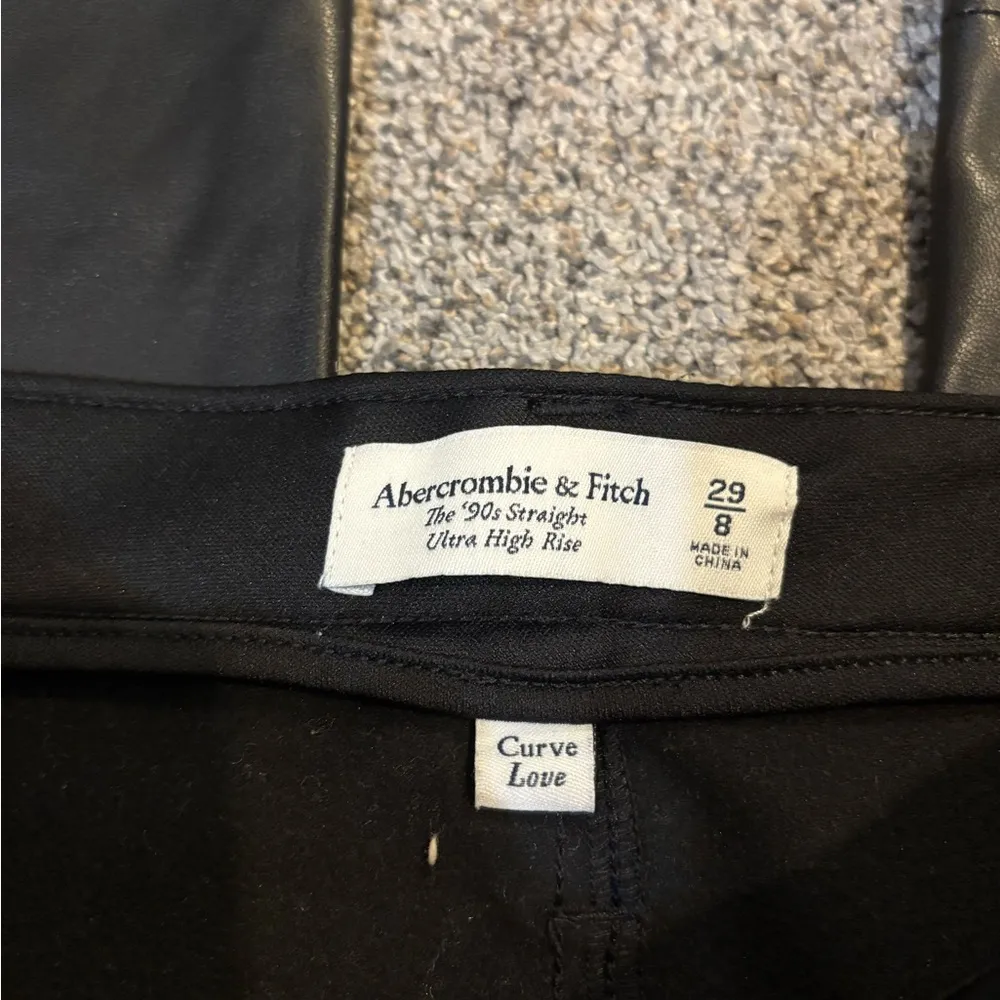 Abercrombie & Fitch
The '90s Straight
Ultra High Rise
29
8
MADE IN
CHINA
Curve
Love